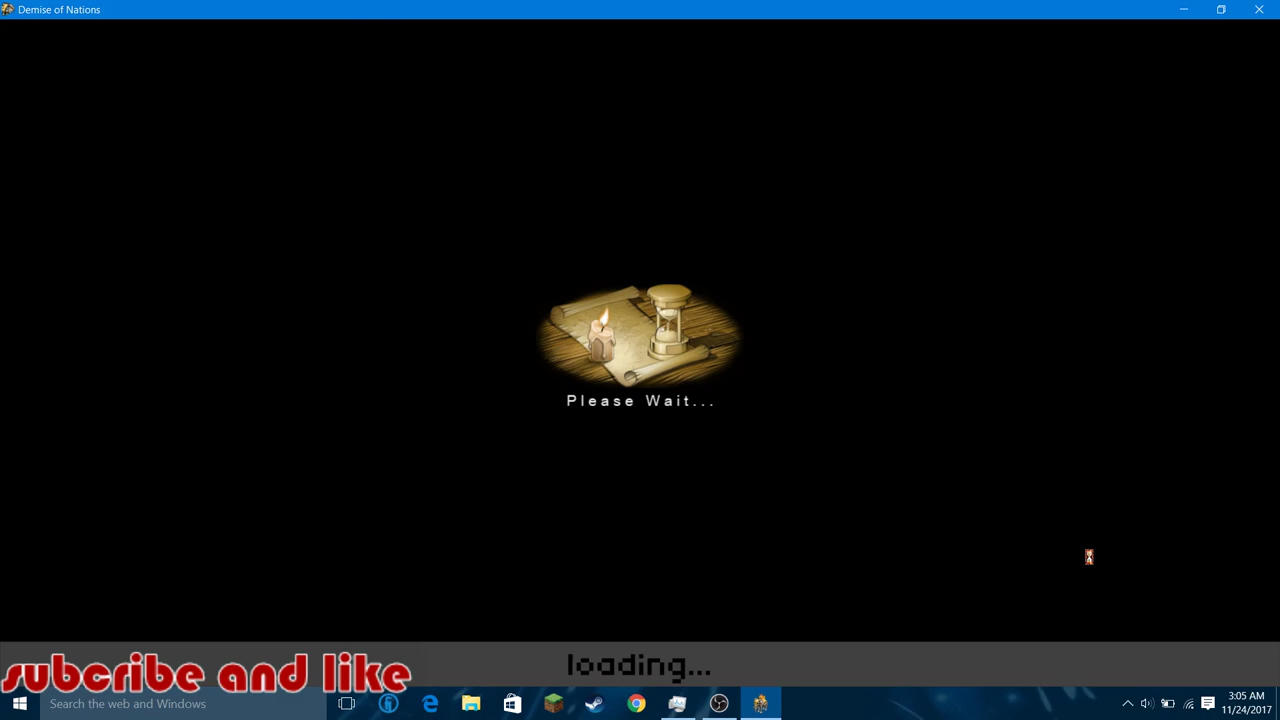 Demise of Nations
Please Wait...
loading...
subcribe and like
Search the web and Windows
3:05 AM
11/24/2017